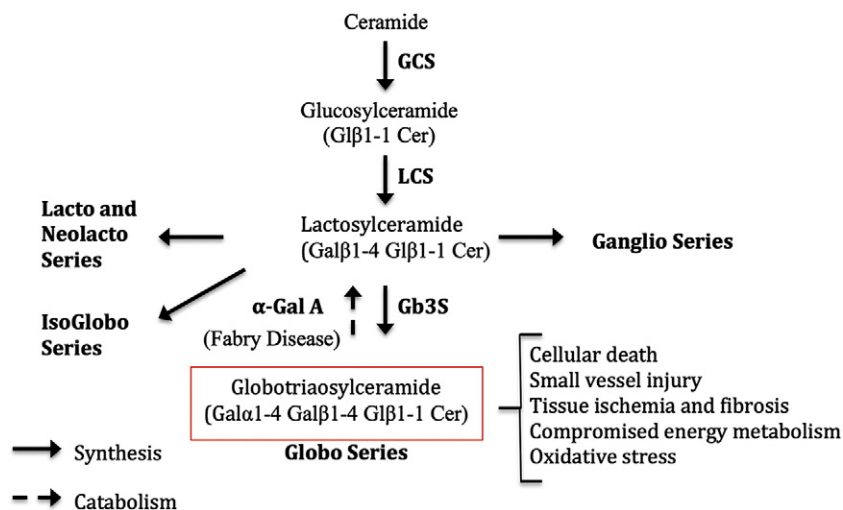 Ceramide
GCS
Glucosylceramide
(Glβ1-1 Cer)
LCS
Lacto and
Neolacto
Series
Lactosylceramide
(Galβ1-4 Glβ1-1 Cer)
Ganglio Series
IsoGlobo
Series
α-Gal A
(Fabry Disease)
Gb3S
Globotriaosylceramide
(Galα1-4 Galβ1-4 Glβ1-1 Cer)
Globo Series
Cellular death
Small vessel injury
Tissue ischemia and fibrosis
Compromised energy metabolism
Oxidative stress
Synthesis
Catabolism